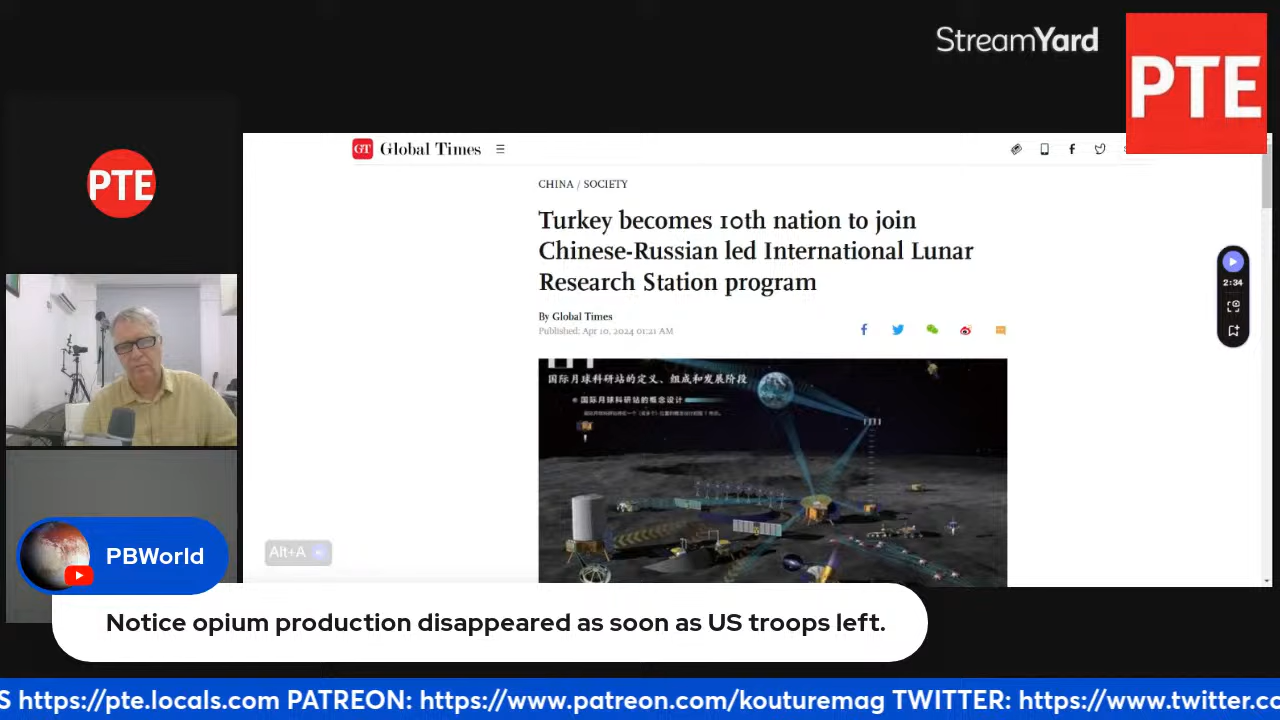 StreamYard
PTE
PTE
GT Global Times
CHINA / SOCIETY
Turkey becomes 10th nation to join
Chinese-Russian led International Lunar
Research Station program
By Global Times
Published: Apr 10, 2024 01:21 AM
2:34
国际月球科研站的定义、组成和发展阶段
国际月球科研站的概念设计
Alt+A
PBWorld
Notice opium production disappeared as soon as US troops left.
S https://pte.locals.com PATREON: https://www.patreon.com/kouturemag TWITTER: https://www.twitter.co